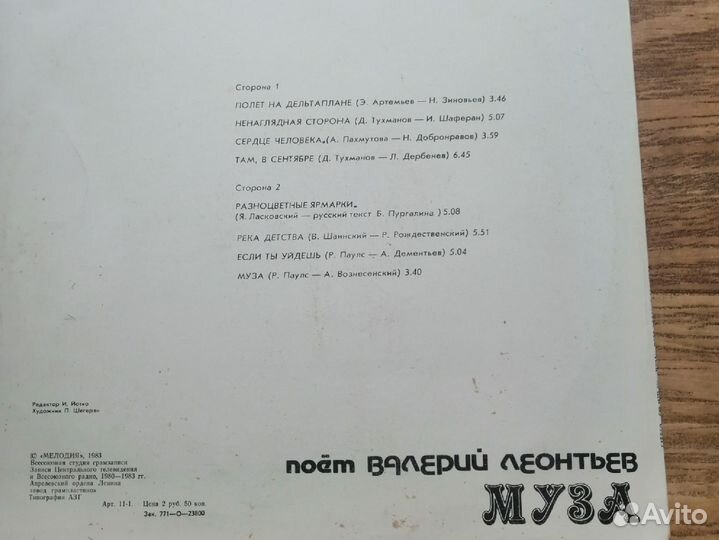 Сторона 1
ПОЛЕТ НА ДЕЛЬТАПЛАНЕ (Э. Артемьев — Н. Зиновьев) 3.46
НЕНАГЛЯДНАЯ СТОРОНА (Д. Тухманов — И. Шаферан) 5.07
СЕРДЦЕ ЧЕЛОВЕКА (А. Пахмутова — Н. Добронравов) 3.59
ТАМ, В СЕНТЯБРЕ (Д. Тухманов — Л. Дербенев) 6.45
Сторона 2
РАЗНОЦВЕТНЫЕ ЯРМАРКИ
(Я. Ласковский — русский текст Б. Пургалина) 5.08
РЕКА ДЕТСТВА (В. Шаинский — Р. Рождественский) 5.51
ЕСЛИ ТЫ УЙДЕШЬ (Р. Паулс — А. Дементьев) 5.04
МУЗА (Р. Паулс — А. Вознесенский) 3.40
Редактор И. Йотко
Художник П. Шегерян
© «МЕЛОДИЯ», 1983
Всесоюзная студия грамзаписи
Записи Центрального телевидения
и Всесоюзного радио, 1980—1983 гг.
Апрелевский ордена Ленина
завод грампластинок
Типография АЗГ
Арт. 11-1. Цена 2 руб. 50 коп.
Зак. 771—О—23800
поёт ВАЛЕРИЙ ЛЕОНТЬЕВ
МУЗА
Avito